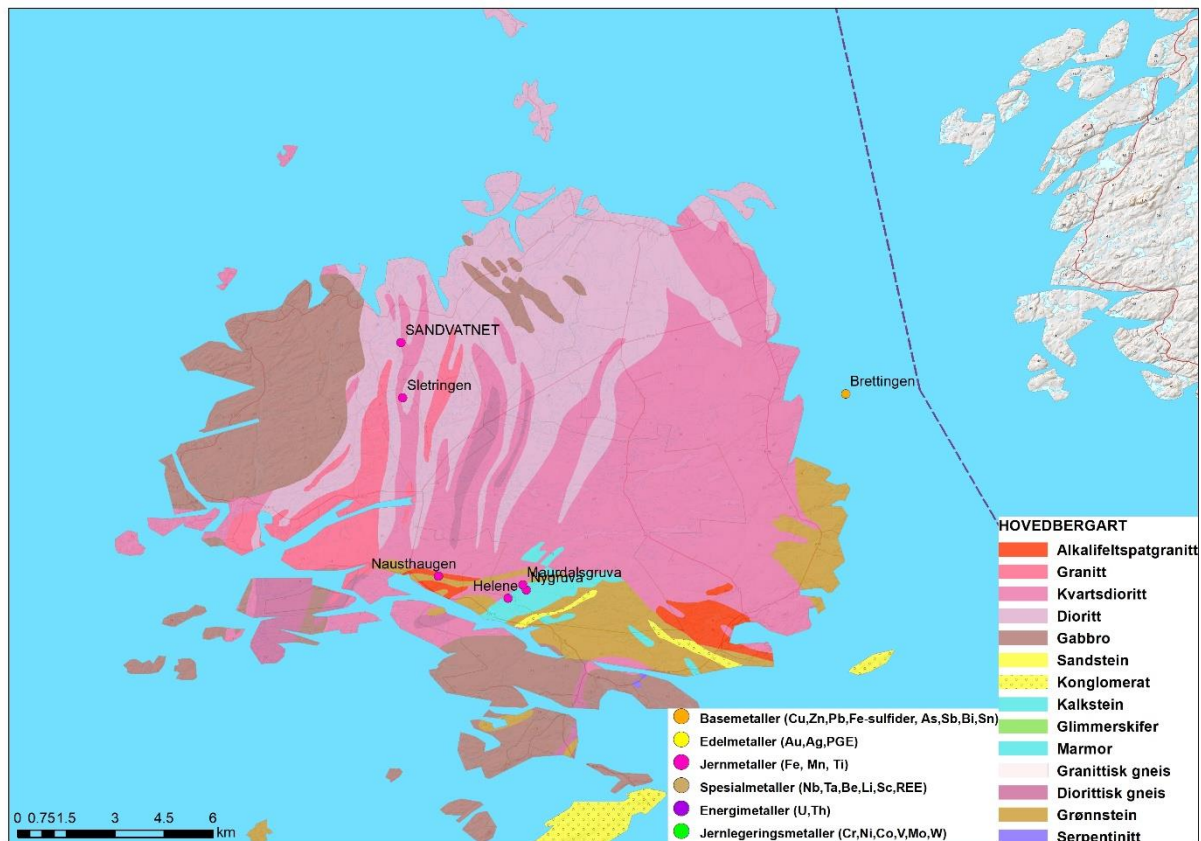 SANDVATNET
Sletringen
Brettingen
Nausthaugen
Maurdalsgruva
Nygruva
Helene
HOVEDBERGART
Alkalifeltspatgranitt
Granitt
Kvartsdioritt
Dioritt
Gabbro
Sandstein
Konglomerat
Kalkstein
Glimmerskifer
Marmor
Granittisk gneis
Diorittisk gneis
Grønnstein
Serpentinitt
Basemetaller (Cu,Zn,Pb,Fe-sulfider, As,Sb,Bi,Sn)
Edelmetaller (Au,Ag,PGE)
Jernmetaller (Fe, Mn, Ti)
Spesialmetaller (Nb,Ta,Be,Li,Sc,REE)
Energimetaller (U,Th)
Jernlegeringsmetaller (Cr,Ni,Co,V,Mo,W)
0 0.75 1.5 3 4.5 6
km